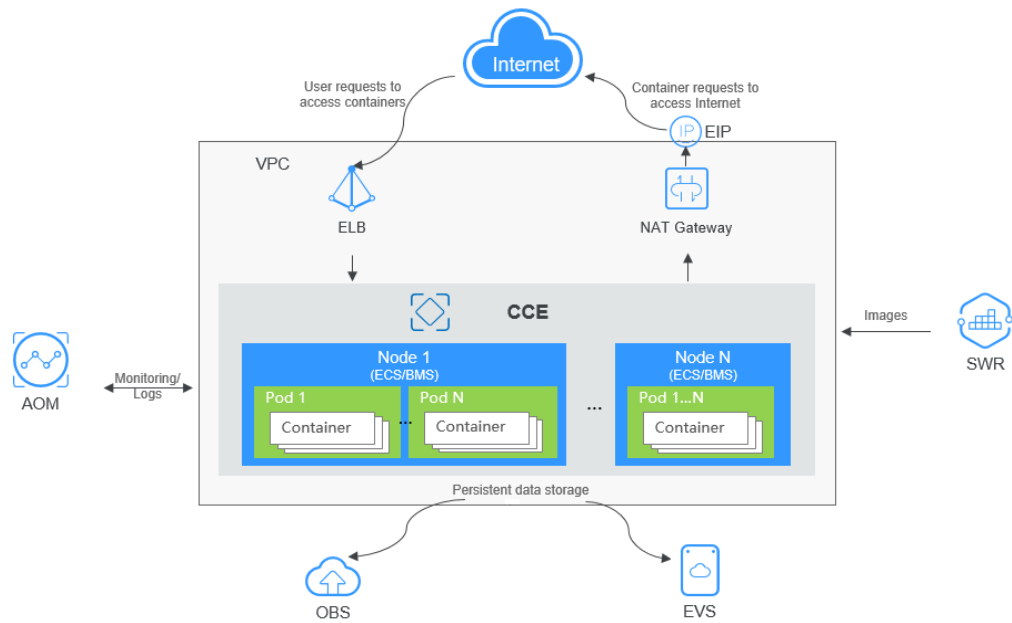 Internet
User requests to
access containers
Container requests to
access Internet
IP
EIP
VPC
ELB
NAT Gateway
CCE
Images
SWR
AOM
Monitoring/
Logs
Node 1
(ECS/BMS)
Pod 1
Container
...
Pod N
Container
...
Node N
(ECS/BMS)
Pod 1...N
Container
Persistent data storage
OBS
EVS